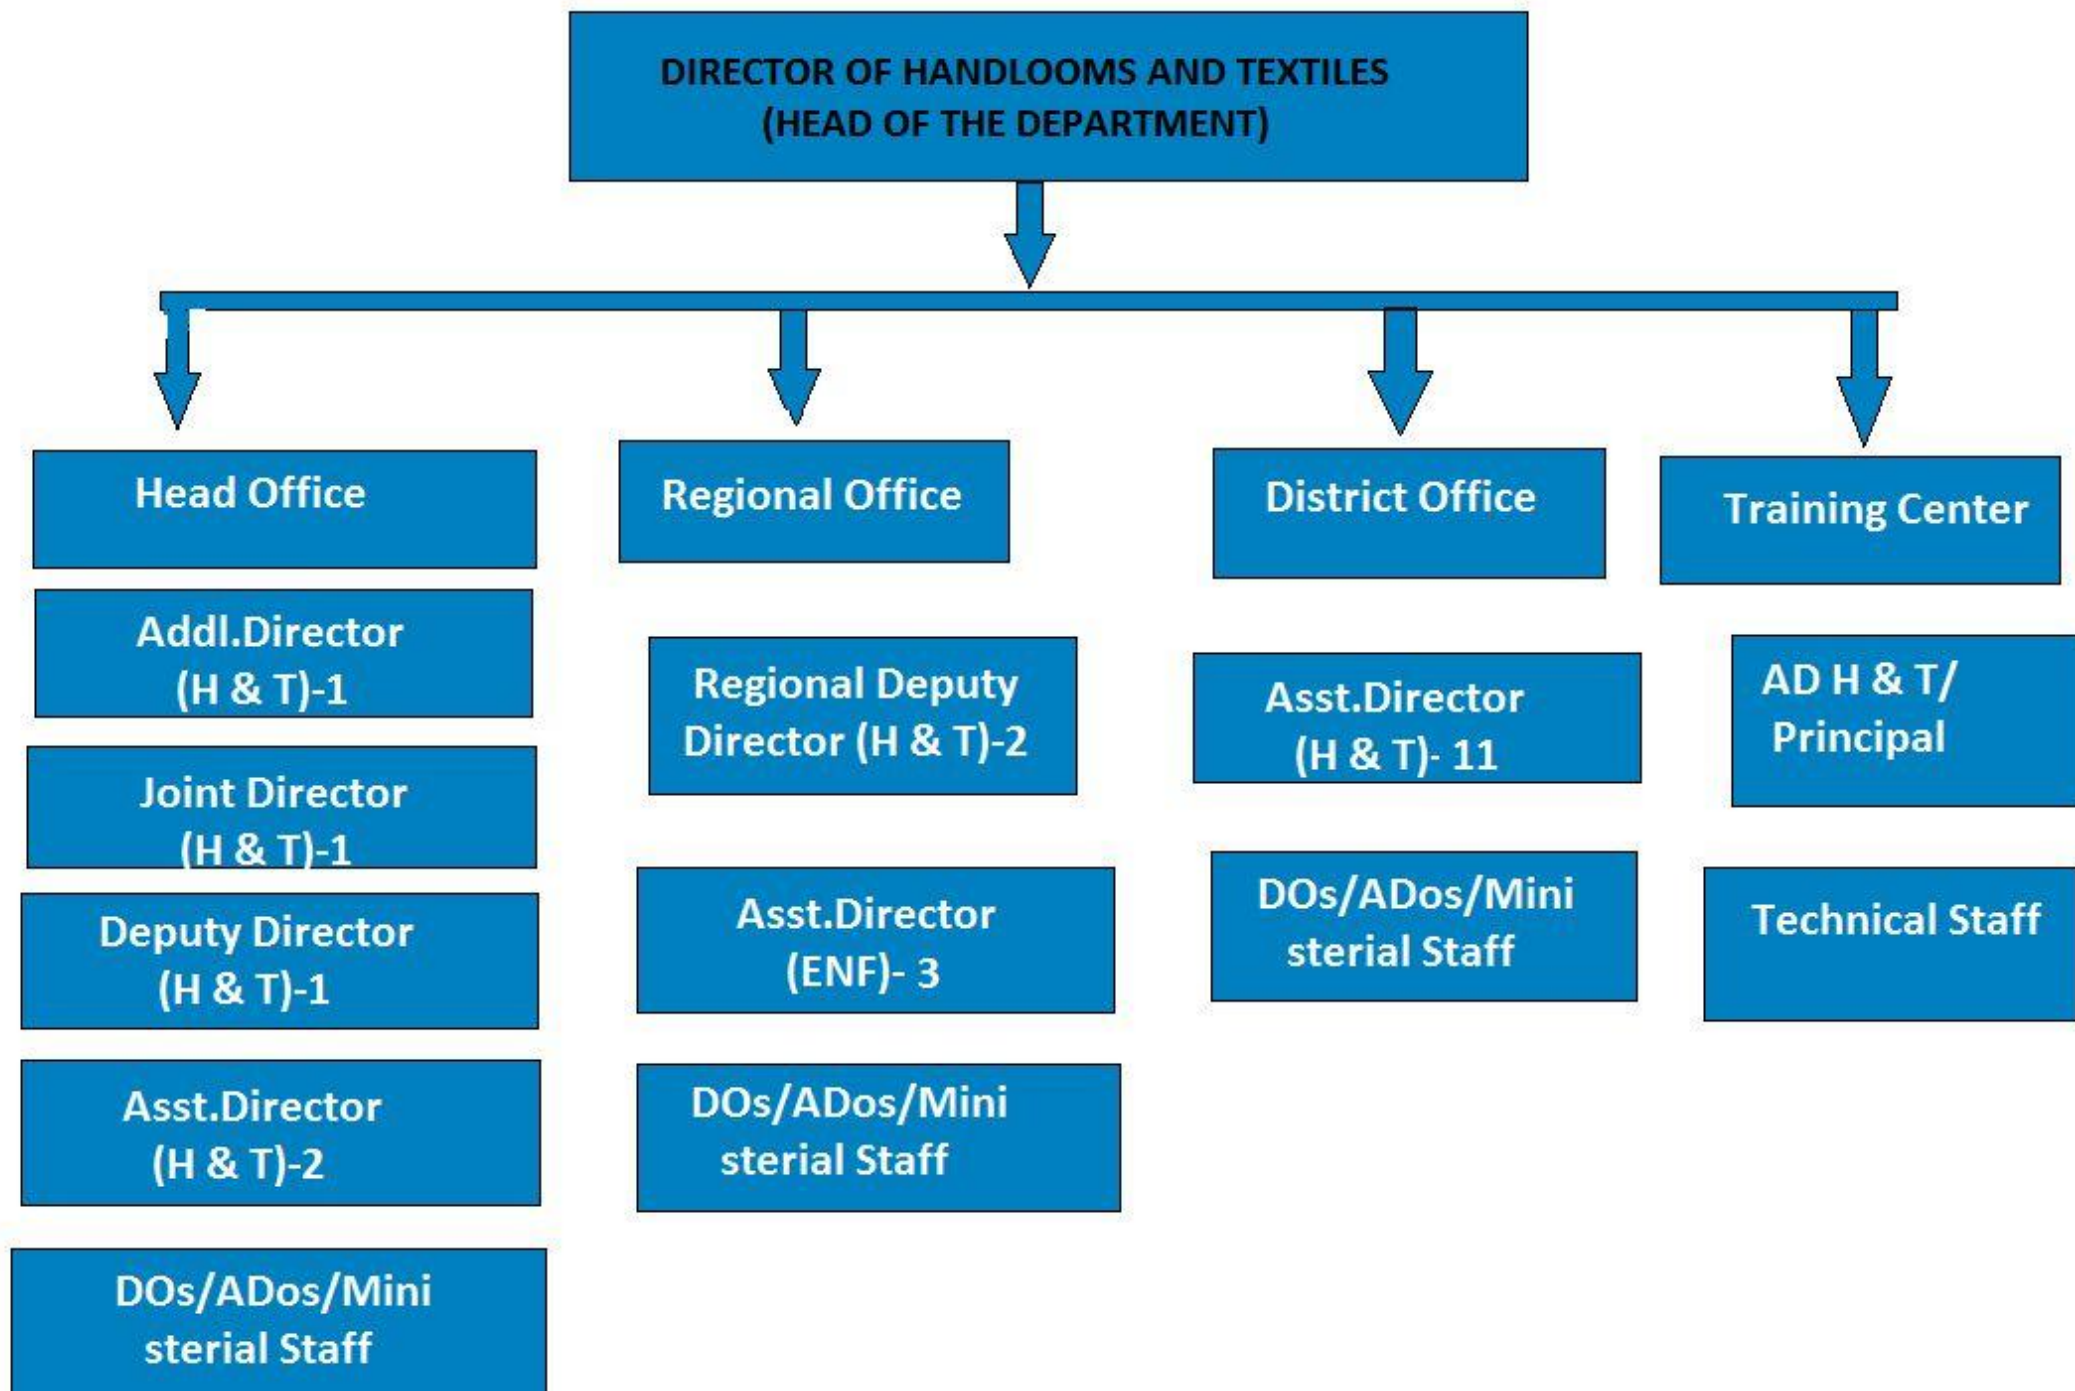 DIRECTOR OF HANDLOOMS AND TEXTILES
(HEAD OF THE DEPARTMENT)
Head Office
Addl.Director
(H & T)-1
Joint Director
(H & T)-1
Deputy Director
(H & T)-1
Asst.Director
(H & T)-2
DOs/ADos/Mini
sterial Staff
Regional Office
Regional Deputy
Director (H & T)-2
Asst.Director
(ENF)- 3
DOs/ADos/Mini
sterial Staff
District Office
Asst.Director
(H & T)- 11
DOs/ADos/Mini
sterial Staff
Training Center
AD H & T/
Principal
Technical Staff